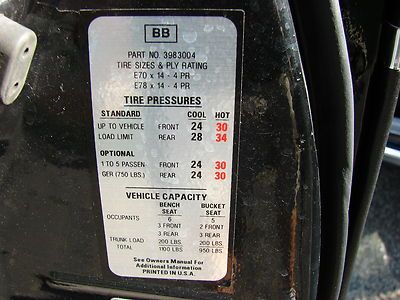 BB
PART NO. 3983004
TIRE SIZES & PLY RATING
E70 x 14 - 4 PR
E78 x 14 - 4 PR
TIRE PRESSURES
STANDARD COOL HOT
UP TO VEHICLE FRONT 24 30
LOAD LIMIT REAR 28 34
OPTIONAL
1 TO 5 PASSEN- FRONT 24 30
GER (750 LBS.) REAR 24 30
VEHICLE CAPACITY
BENCH BUCKET
SEAT SEAT
OCCUPANTS 6 5
3 FRONT 2 FRONT
3 REAR 3 REAR
TRUNK LOAD 200 LBS 200 LBS
TOTAL 1100 LBS 950 LBS.
See Owners Manual For
Additional Information
PRINTED IN U.S.A.